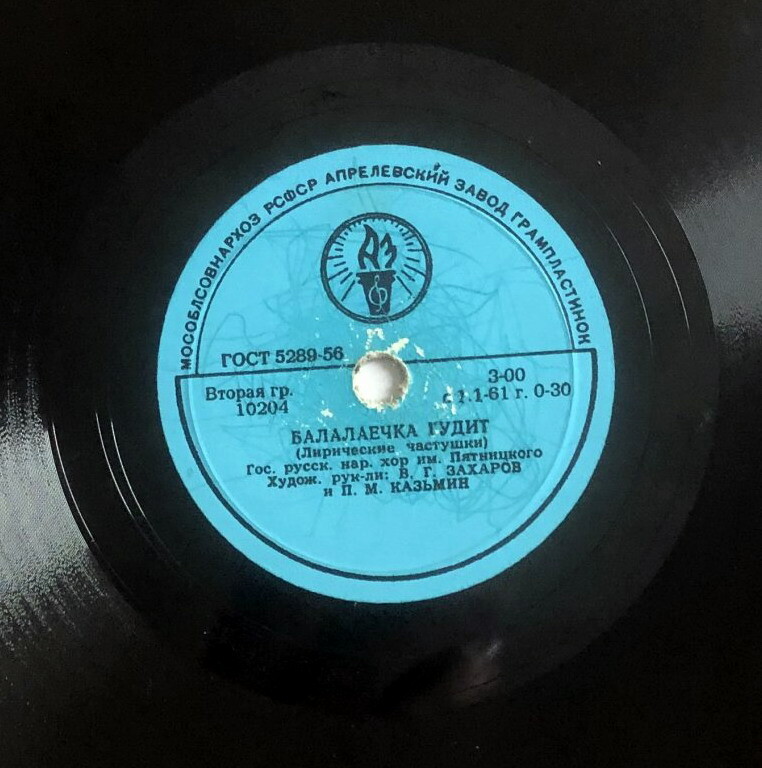 МОСОБЛСОВНАРХОЗ РСФСР АПРЕЛЕВСКИЙ ЗАВОД ГРАМПЛАСТИНОК
АЗ
ГОСТ 5289-56
Вторая гр.
10204
3-00
с 1.1-61 г. 0-30
БАЛАЛАЕЧКА ГУДИТ
(Лирические частушки)
Гос. русск. нар. хор им. Пятницкого
Худож. рук-ли: В. Г. ЗАХАРОВ
и П. М. КАЗЬМИН